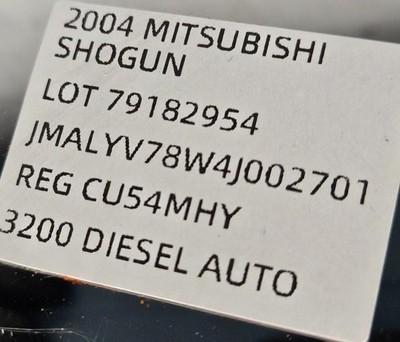 2004 MITSUBISHI
SHOGUN
LOT 79182954
JMALYV78W4J002701
REG CU54MHY
3200 DIESEL AUTO